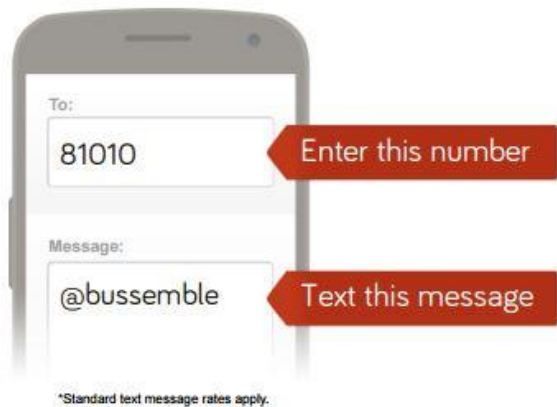 To:
81010
Enter this number
Message:
@bussemble
Text this message
*Standard text message rates apply.